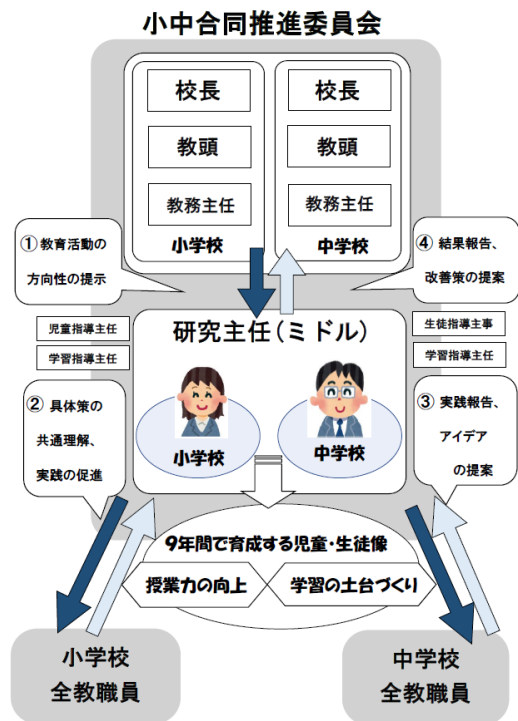 小中合同推進委員会
校長
教頭
教務主任
小学校
校長
教頭
教務主任
中学校
①教育活動の
方向性の提示
④結果報告、
改善策の提案
研究主任(ミドル)
児童指導主任
学習指導主任
生徒指導主事
学習指導主任
小学校
中学校
② 具体策の
共通理解、
実践の促進
③ 実践報告、
アイデア
の提案
9年間で育成する児童・生徒像
授業力の向上
学習の土台づくり
小学校
全教職員
中学校
全教職員